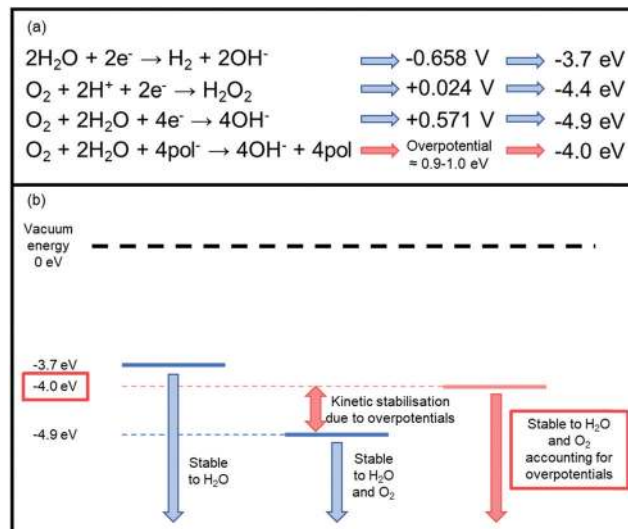 (a)
2H₂O + 2e⁻ → H₂ + 2OH⁻ -0.658 V -3.7 eV
O₂ + 2H⁺ + 2e⁻ → H₂O₂ +0.024 V -4.4 eV
O₂ + 2H₂O + 4e⁻ → 4OH⁻ +0.571 V -4.9 eV
O₂ + 2H₂O + 4pol⁻ → 4OH⁻ + 4pol Overpotential -4.0 eV
≈ 0.9-1.0 eV
(b)
Vacuum
energy
0 eV
-3.7 eV
-4.0 eV
-4.9 eV
Stable
to H₂O
Kinetic stabilisation
due to overpotentials
Stable
to H₂O
and O₂
Stable to H₂O
and O₂
accounting for
overpotentials